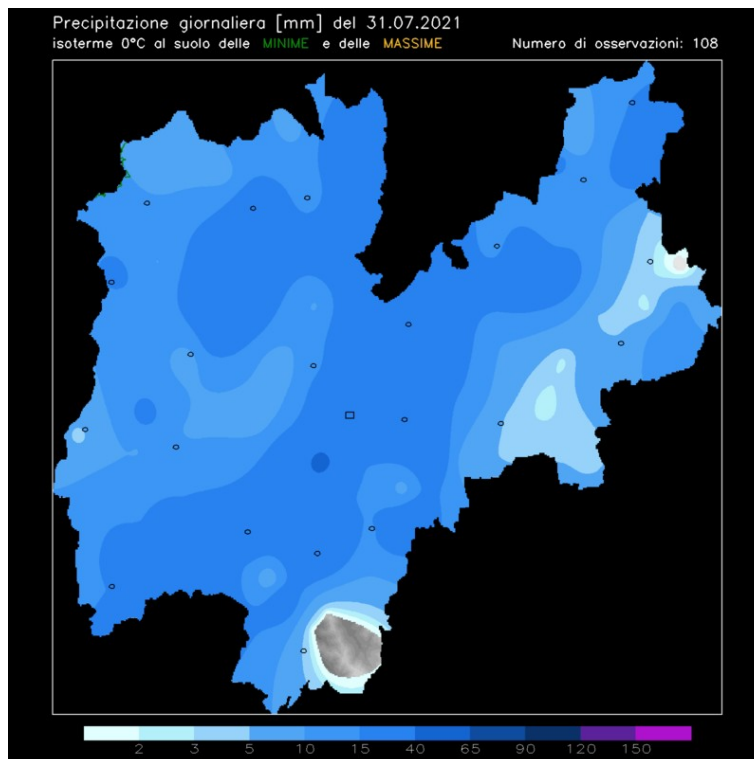 Precipitazione giornaliera [mm] del 31.07.2021
isoterme 0°C al suolo delle MINIME e delle MASSIME Numero di osservazioni: 108
2 3 5 10 15 40 65 90 120 150